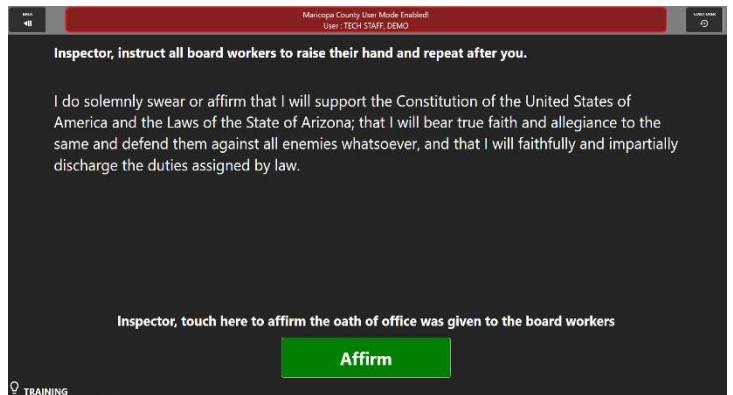 BACK
Maricopa County User Mode Enabled!
User : TECH STAFF, DEMO
Inspector, instruct all board workers to raise their hand and repeat after you.
I do solemnly swear or affirm that I will support the Constitution of the United States of
America and the Laws of the State of Arizona; that I will bear true faith and allegiance to the
same and defend them against all enemies whatsoever, and that I will faithfully and impartially
discharge the duties assigned by law.
Inspector, touch here to affirm the oath of office was given to the board workers
Affirm
TRAINING